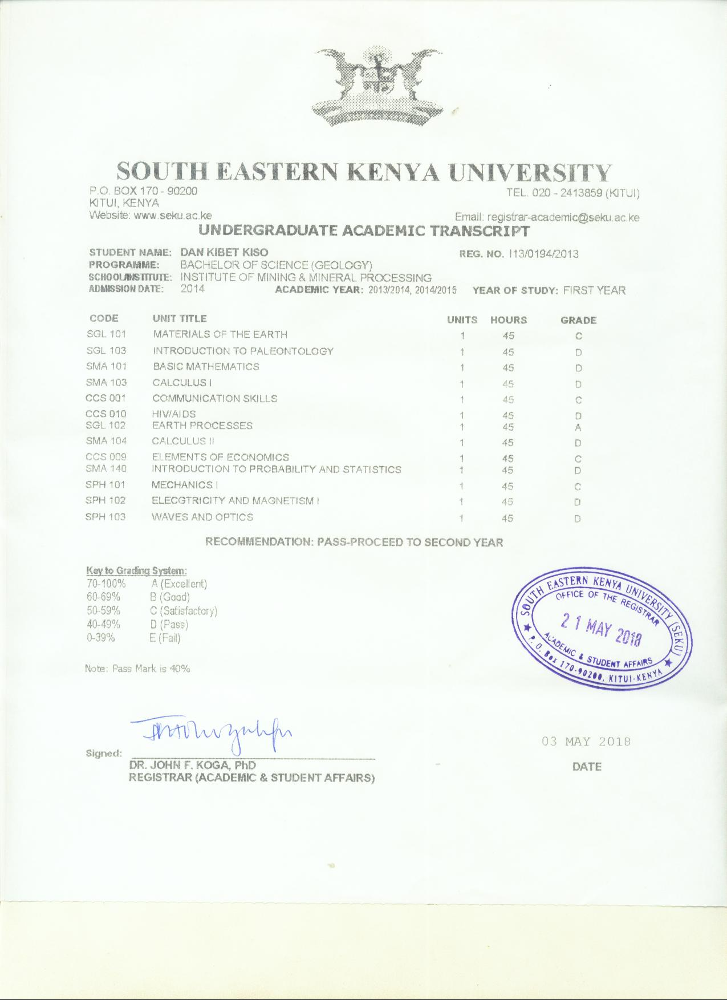 SOUTH EASTERN KENYA UNIVERSITY
P.O. BOX 170 - 90200 TEL. 020 - 2413859 (KITUI)
KITUI, KENYA
Website: www.seku.ac.ke Email: registrar-academic@seku.ac.ke
UNDERGRADUATE ACADEMIC TRANSCRIPT
STUDENT NAME: DAN KIBET KISO REG. NO. I13/0194/2013
PROGRAMME: BACHELOR OF SCIENCE (GEOLOGY)
SCHOOL/INSTITUTE: INSTITUTE OF MINING & MINERAL PROCESSING
ADMISSION DATE: 2014 ACADEMIC YEAR: 2013/2014, 2014/2015 YEAR OF STUDY: FIRST YEAR
CODE UNIT TITLE UNITS HOURS GRADE
SGL 101 MATERIALS OF THE EARTH 1 45 C
SGL 103 INTRODUCTION TO PALEONTOLOGY 1 45 D
SMA 101 BASIC MATHEMATICS 1 45 D
SMA 103 CALCULUS I 1 45 D
CCS 001 COMMUNICATION SKILLS 1 45 C
CCS 010 HIV/AIDS 1 45 D
SGL 102 EARTH PROCESSES 1 45 A
SMA 104 CALCULUS II 1 45 D
CCS 009 ELEMENTS OF ECONOMICS 1 45 C
SMA 140 INTRODUCTION TO PROBABILITY AND STATISTICS 1 45 D
SPH 101 MECHANICS I 1 45 C
SPH 102 ELECGTRICITY AND MAGNETISM I 1 45 D
SPH 103 WAVES AND OPTICS 1 45 D
RECOMMENDATION: PASS-PROCEED TO SECOND YEAR
Key to Grading System:
70-100% A (Excellent)
60-69% B (Good)
50-59% C (Satisfactory)
40-49% D (Pass)
0-39% E (Fail)
Note: Pass Mark is 40%
SOUTH EASTERN KENYA UNIVERSITY (SEKU)
OFFICE OF THE REGISTRAR
21 MAY 2018
ACADEMIC & STUDENT AFFAIRS
★ P. O. Box 170-90200, KITUI-KENYA ★
03 MAY 2018
Signed:
DR. JOHN F. KOGA, PhD DATE
REGISTRAR (ACADEMIC & STUDENT AFFAIRS)